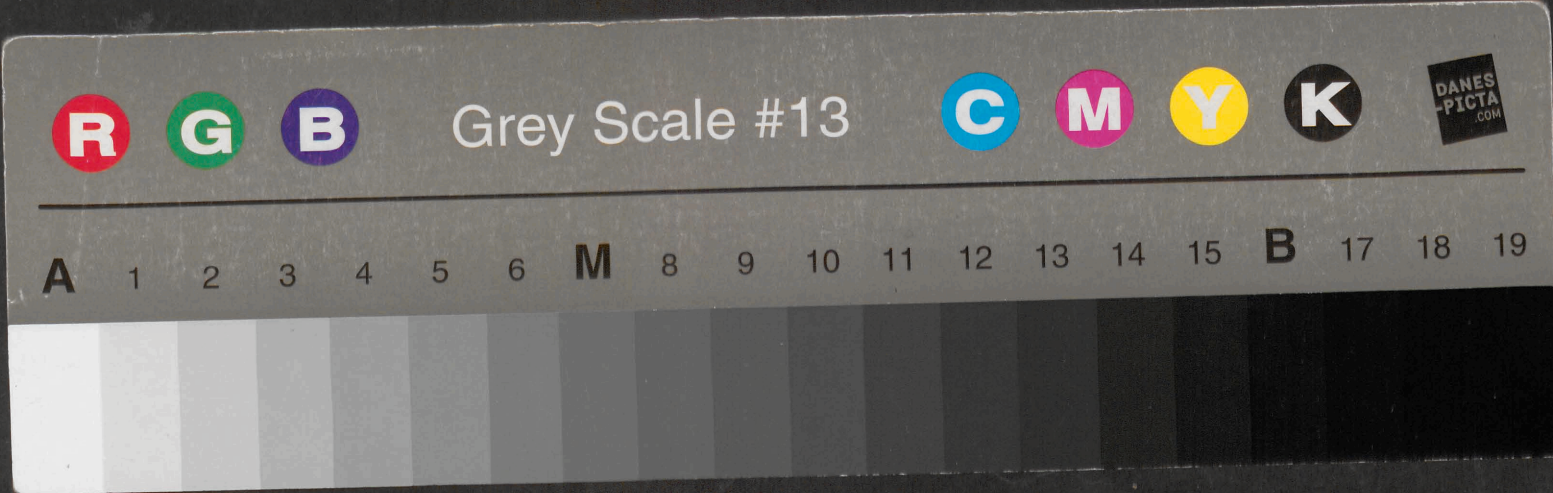 R G B Grey Scale #13 C M Y K
DANES
-PICTA
.COM
A 1 2 3 4 5 6 M 8 9 10 11 12 13 14 15 B 17 18 19